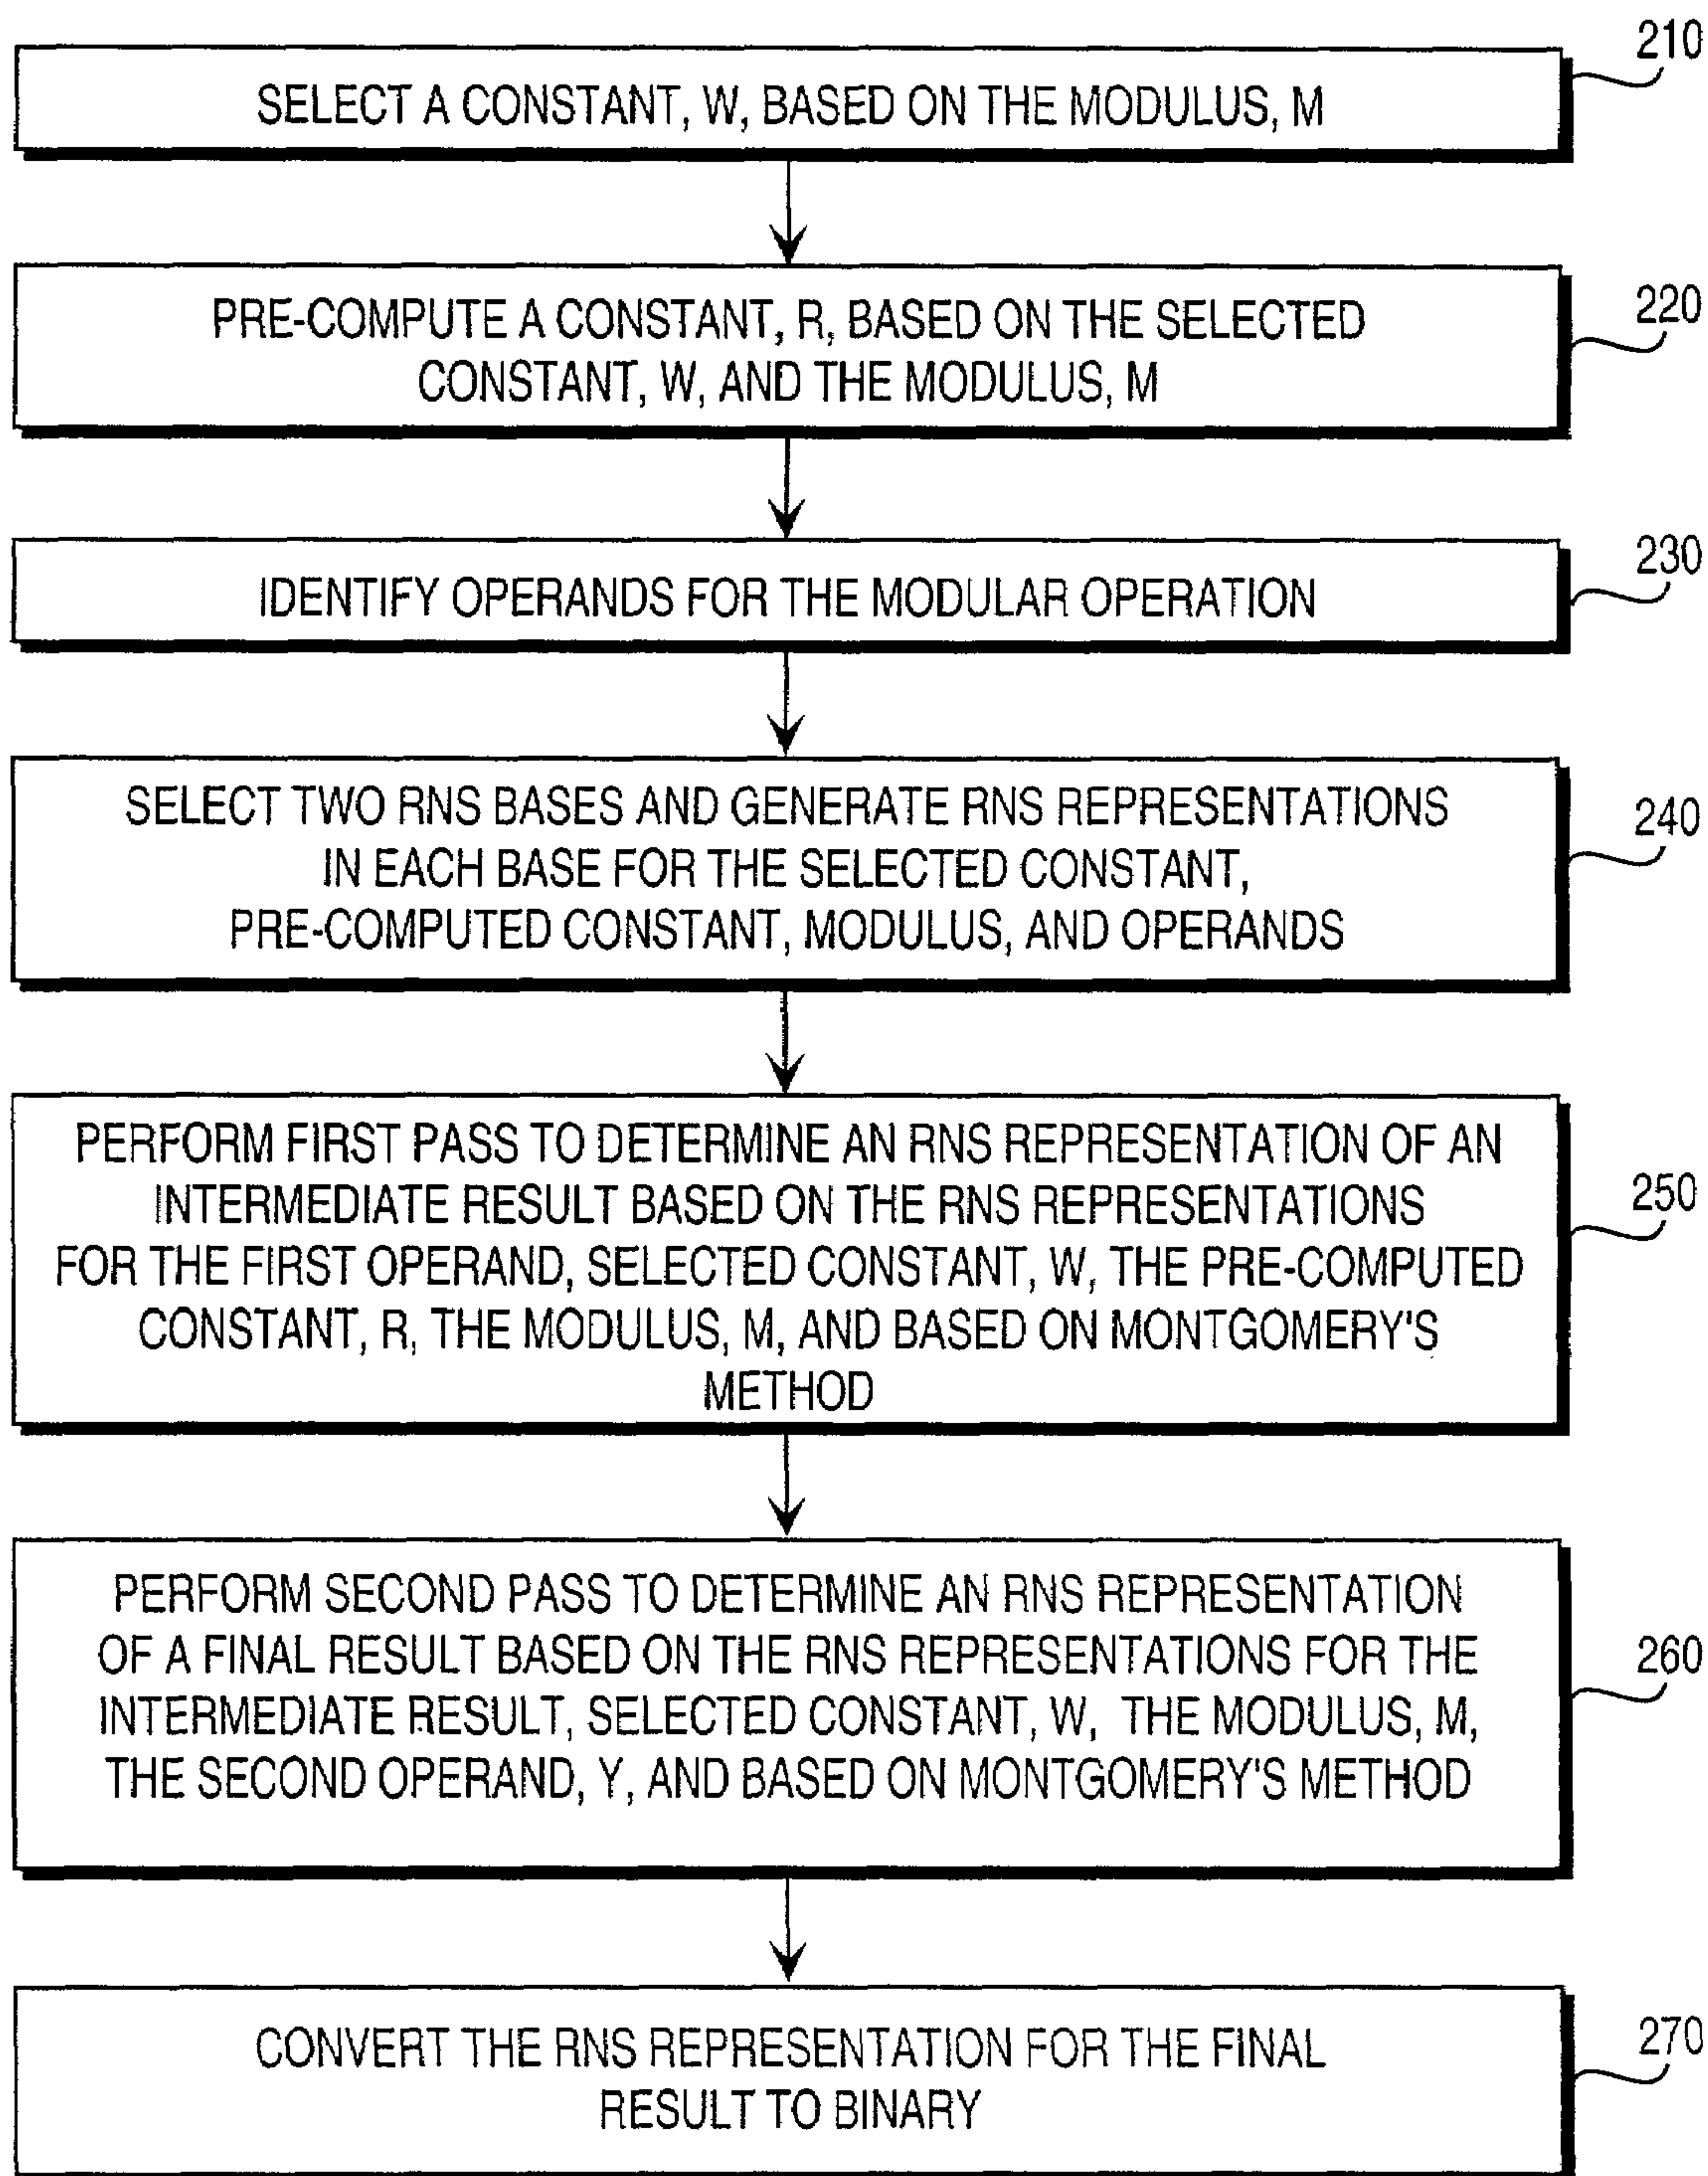 210
SELECT A CONSTANT, W, BASED ON THE MODULUS, M
220
PRE-COMPUTE A CONSTANT, R, BASED ON THE SELECTED
CONSTANT, W, AND THE MODULUS, M
230
IDENTIFY OPERANDS FOR THE MODULAR OPERATION
240
SELECT TWO RNS BASES AND GENERATE RNS REPRESENTATIONS
IN EACH BASE FOR THE SELECTED CONSTANT,
PRE-COMPUTED CONSTANT, MODULUS, AND OPERANDS
250
PERFORM FIRST PASS TO DETERMINE AN RNS REPRESENTATION OF AN
INTERMEDIATE RESULT BASED ON THE RNS REPRESENTATIONS
FOR THE FIRST OPERAND, SELECTED CONSTANT, W, THE PRE-COMPUTED
CONSTANT, R, THE MODULUS, M, AND BASED ON MONTGOMERY'S
METHOD
260
PERFORM SECOND PASS TO DETERMINE AN RNS REPRESENTATION
OF A FINAL RESULT BASED ON THE RNS REPRESENTATIONS FOR THE
INTERMEDIATE RESULT, SELECTED CONSTANT, W, THE MODULUS, M,
THE SECOND OPERAND, Y, AND BASED ON MONTGOMERY'S METHOD
270
CONVERT THE RNS REPRESENTATION FOR THE FINAL
RESULT TO BINARY